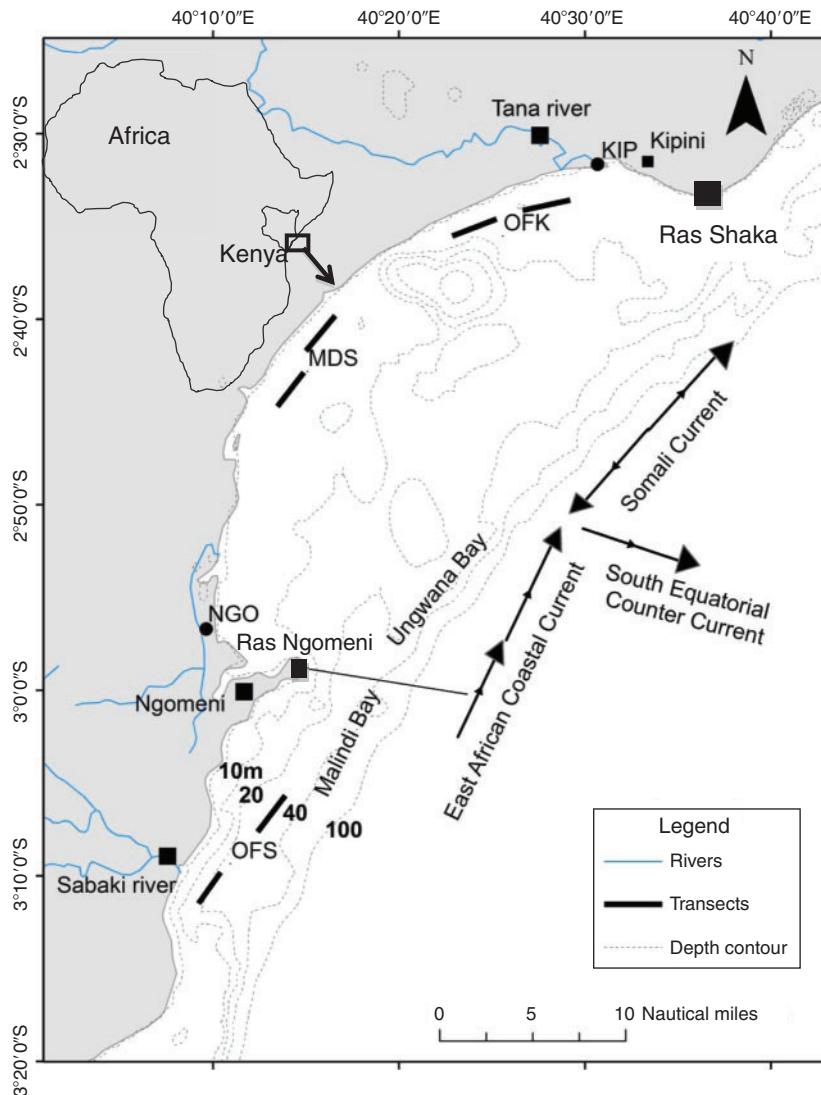 40°10′0″E
40°20′0″E
40°30′0″E
40°40′0″E
2°30′0″S
2°40′0″S
2°50′0″S
3°0′0″S
3°10′0″S
3°20′0″S
N
Africa
Kenya
Tana river
KIP
Kipini
Ras Shaka
OFK
MDS
Somali Current
South Equatorial
Counter Current
East African Coastal Current
Ungwana Bay
Malindi Bay
NGO
Ras Ngomeni
Ngomeni
10m
20
40
100
OFS
Sabaki river
Legend
Rivers
Transects
Depth contour
0
5
10
Nautical miles